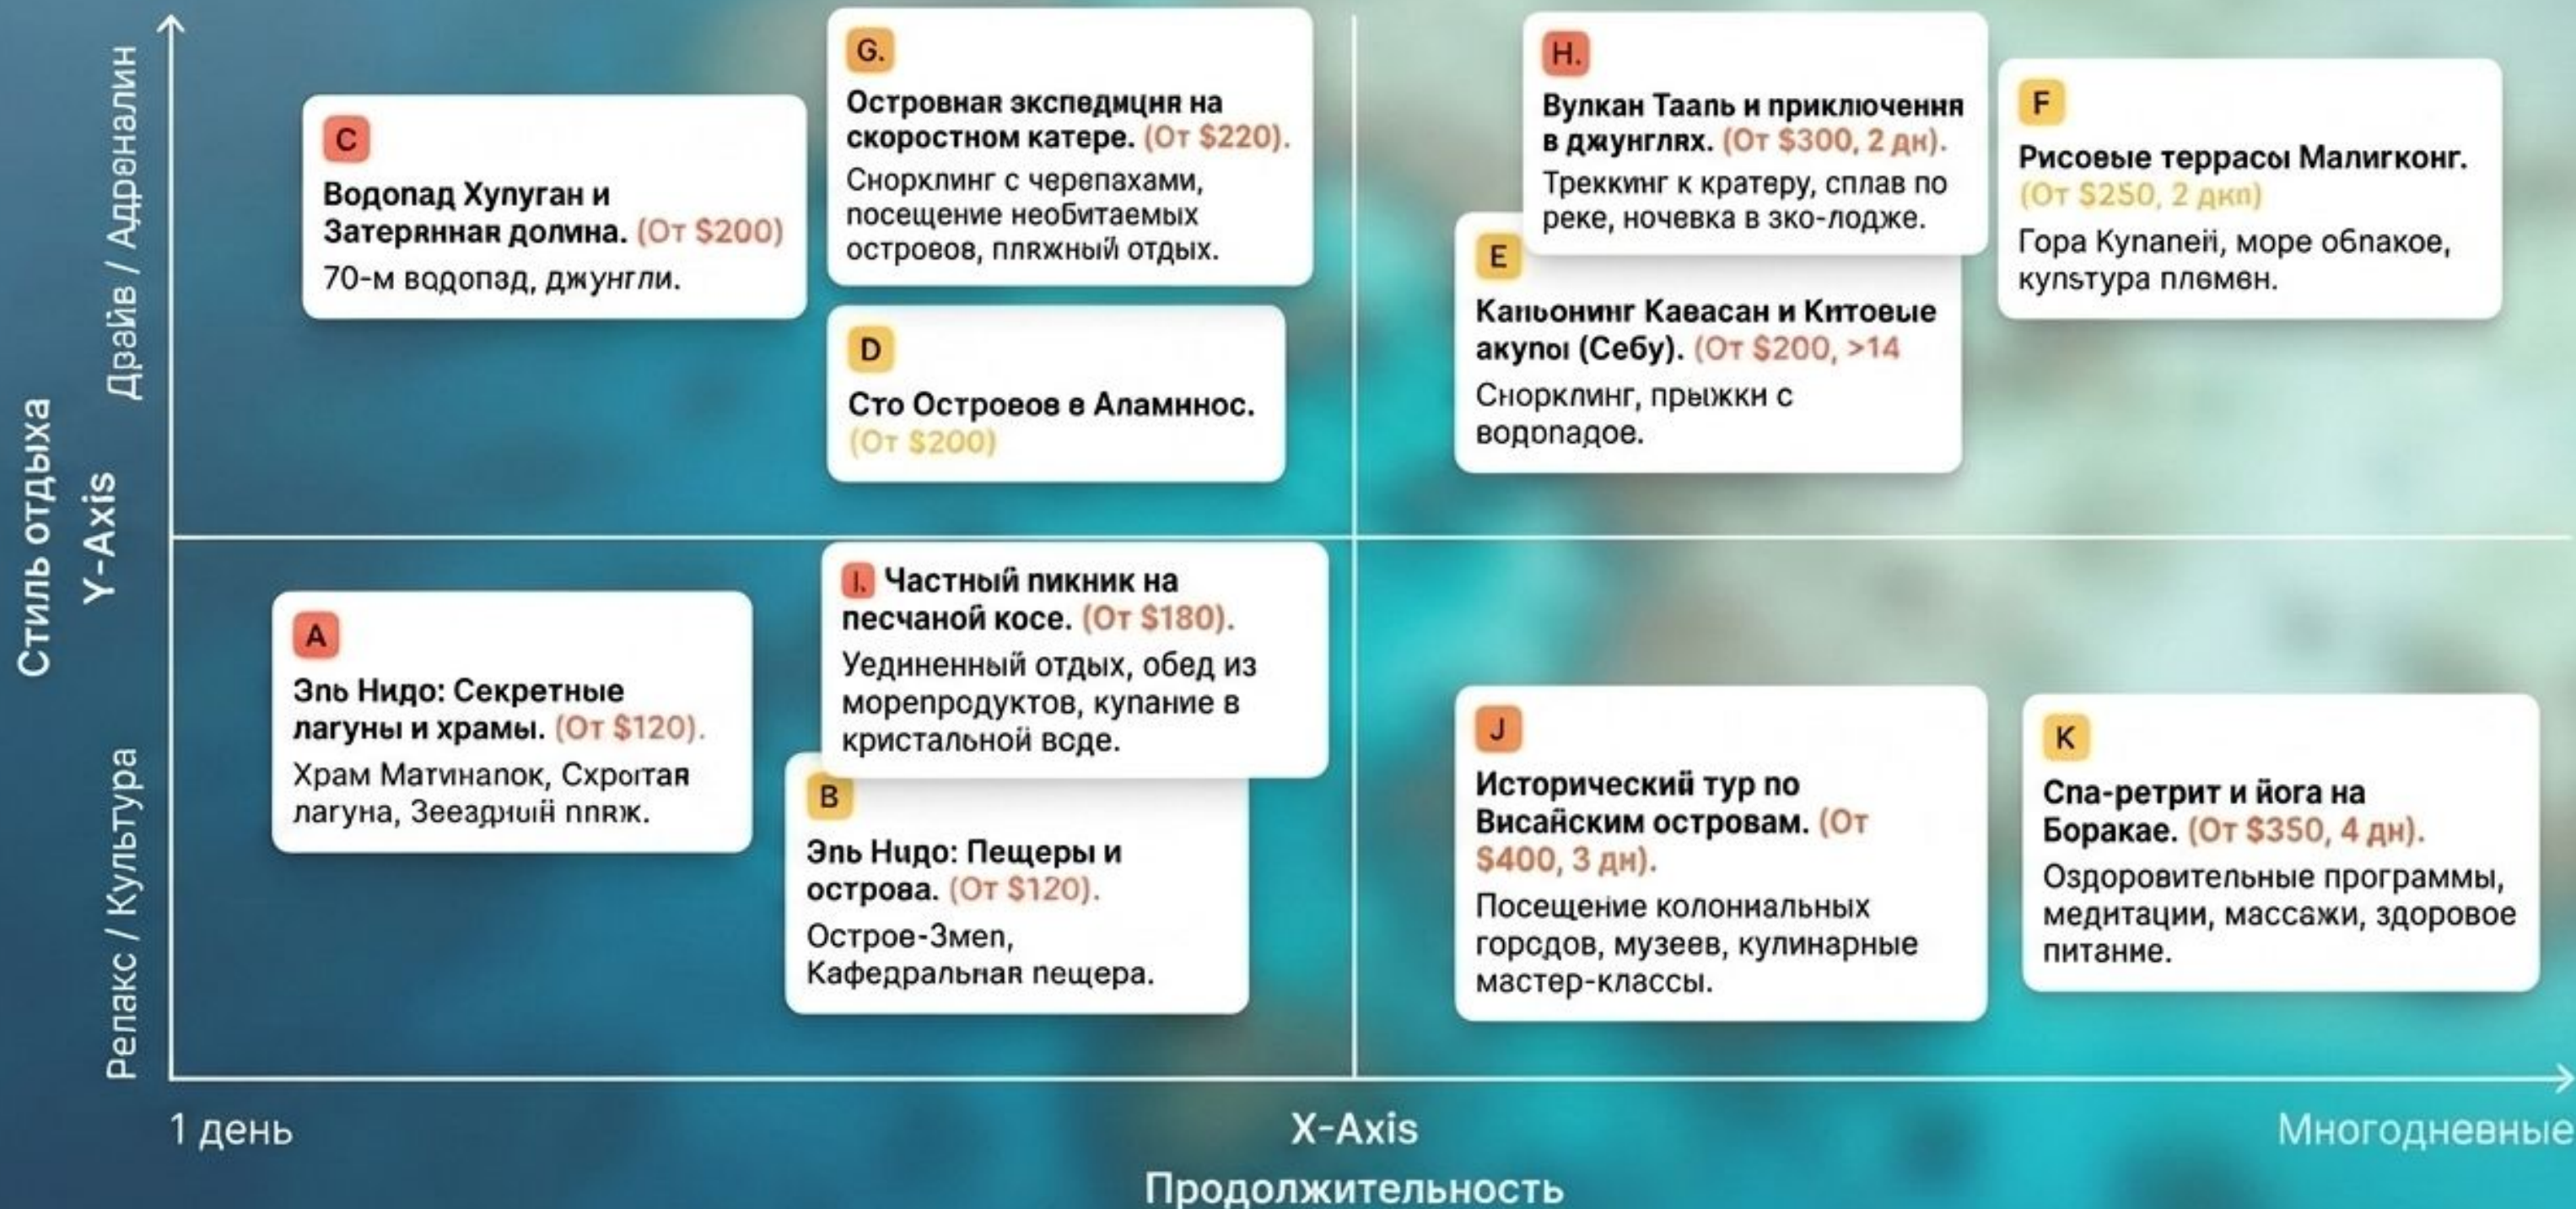 Стиль отдыха
Y-Axis
Драйв / Адреналин
Релакс / Культура
C
Водопад Хулуган и
Затерянная долина. (От $200)
70-м водопад, джунгли.
G.
Островная экспедиция на
скоростном катере. (От $220).
Снорклинг с черепахами,
посещение необитаемых
островов, пляжный отдых.
D
Сто Островов в Аламинос.
(От $200)
H.
Вулкан Тааль и приключения
в джунглях. (От $300, 2 дн).
Треккинг к кратеру, сплав по
реке, ночевка в эко-лодже.
E
Каньонинг Кавасан и Китовые
акулы (Себу). (От $200, >14
Снорклинг, прыжки с
водопадов.
F
Рисовые террасы Малигконг.
(От $250, 2 дкп)
Гора Купапей, море обпакое,
купsтура племен.
A
Эль Нидо: Секретные
лагуны и храмы. (От $120).
Храм Матинапок, Скрытая
лагуна, Звездный пляж.
I. Частный пикник на
песчаной косе. (От $180).
Уединенный отдых, обед из
морепродуктов, купание в
кристальной воде.
B
Эль Нидо: Пещеры и
острова. (От $120).
Остров-Змеп,
Кафедральная пещера.
J
Исторический тур по
Висайским островам. (От
$400, 3 дн).
Посещение колониальных
городов, музеев, кулинарные
мастер-классы.
K
Спа-ретрит и йога на
Боракае. (От $350, 4 дн).
Оздоровительные программы,
медитации, массажи, здоровое
питание.
1 день
X-Axis
Многодневные
Продолжительность